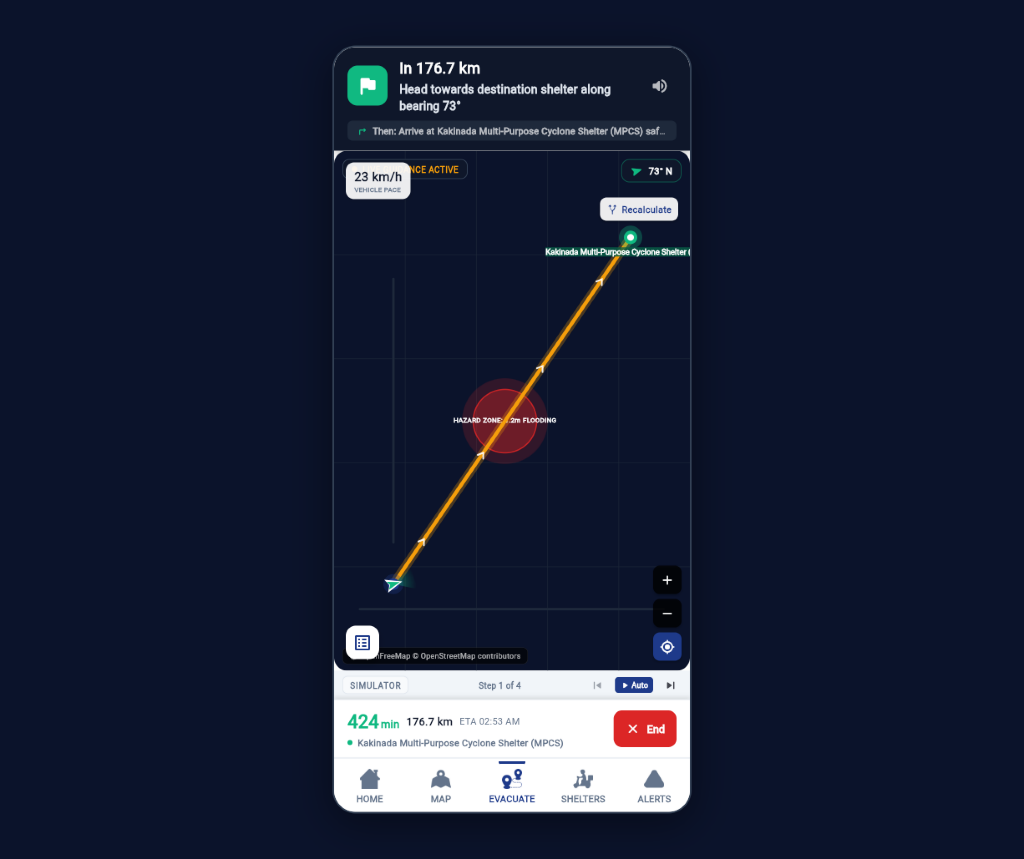 In 176.7 km
Head towards destination shelter along
bearing 73°
Then: Arrive at Kakinada Multi-Purpose Cyclone Shelter (MPCS) saf...
23 km/h
VEHICLE PACE
ACTIVE
73° N
Recalculate
Kakinada Multi-Purpose Cyclone Shelter (
HAZARD ZONE: .2m FLOODING
© OpenStreetMap contributors
SIMULATOR
Step 1 of 4
Auto
424 min 176.7 km ETA 02:53 AM
Kakinada Multi-Purpose Cyclone Shelter (MPCS)
End
HOME
MAP
EVACUATE
SHELTERS
ALERTS